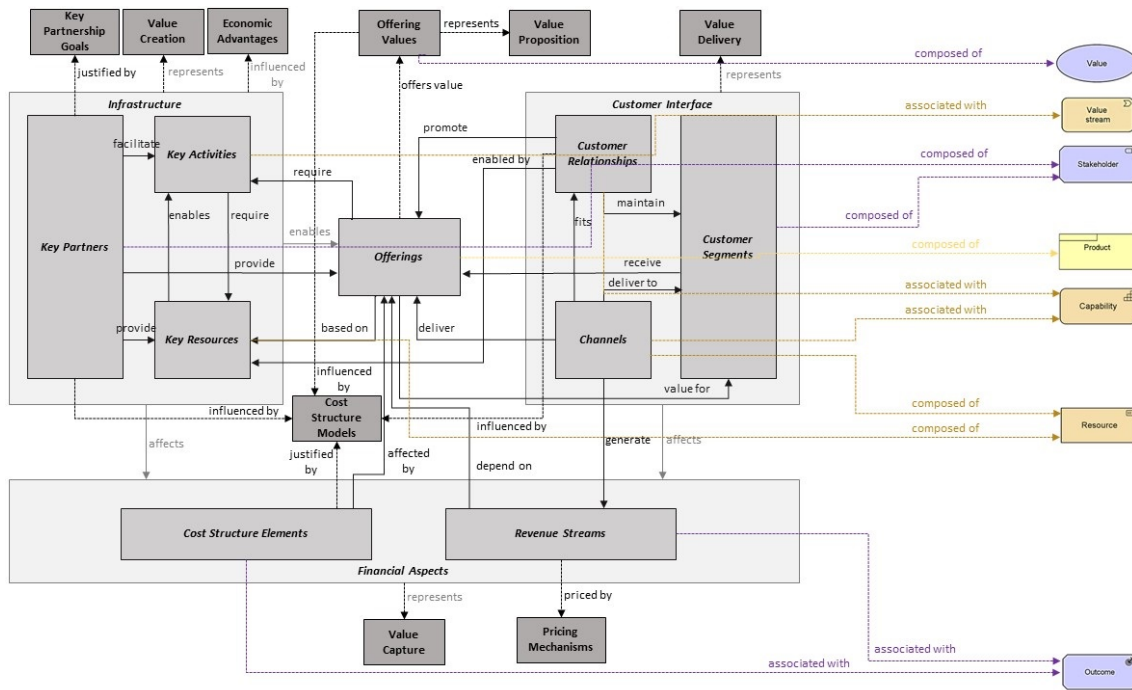 Key
Partnership
Goals
Value
Creation
Economic
Advantages
Offering
Values
represents
Value
Proposition
Value
Delivery
composed of
Value
justified by
represents
influenced
by
offers value
represents
Infrastructure
Customer Interface
associated with
Value
stream
facilitate
Key Activities
promote
Customer
Relationships
enabled by
composed of
Stakeholder
require
enables
require
maintain
composed of
fits
Key Partners
enables
Offerings
Customer
Segments
composed of
Product
provide
receive
deliver to
associated with
Capability
associated with
provide
Key Resources
based on
deliver
Channels
influenced
by
value for
composed of
Resource
composed of
influenced by
Cost
Structure
Models
influenced by
generate
affects
affects
justified
by
affected
by
depend on
Cost Structure Elements
Revenue Streams
Financial Aspects
represents
priced by
Value
Capture
Pricing
Mechanisms
associated with
associated with
Outcome